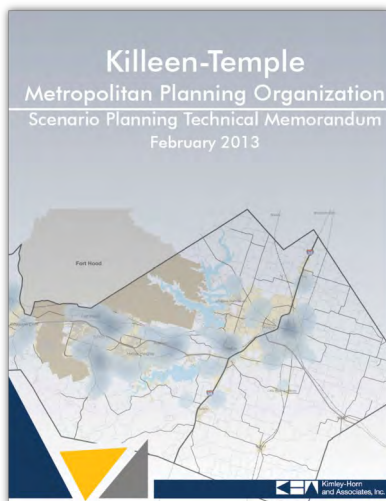 Killeen-Temple
Metropolitan Planning Organization
Scenario Planning Technical Memorandum
February 2013
Fort Hood
Kimley-Horn
and Associates, Inc.